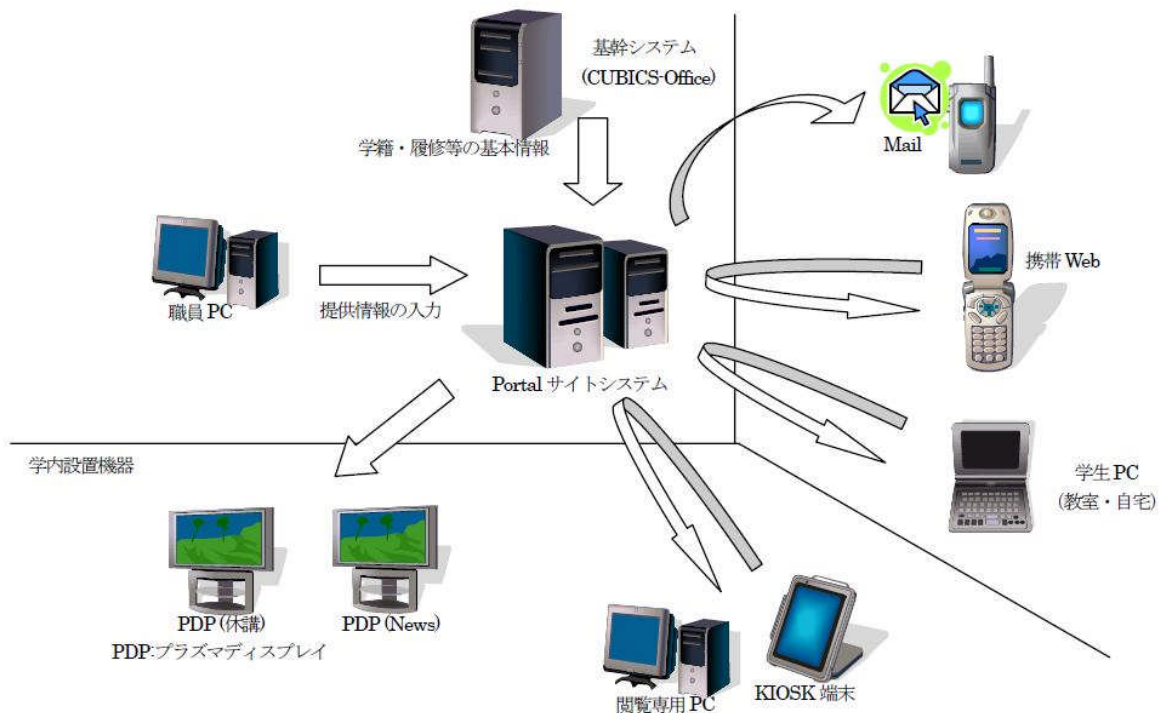 基幹システム
(CUBICS-Office)
学籍・履修等の基本情報
Mail
携帯 Web
職員 PC
提供情報の入力
Portal サイトシステム
学内設置機器
学生 PC
(教室・自宅)
PDP (休講)
PDP (News)
PDP:プラズマディスプレイ
閲覧専用 PC
KIOSK 端末